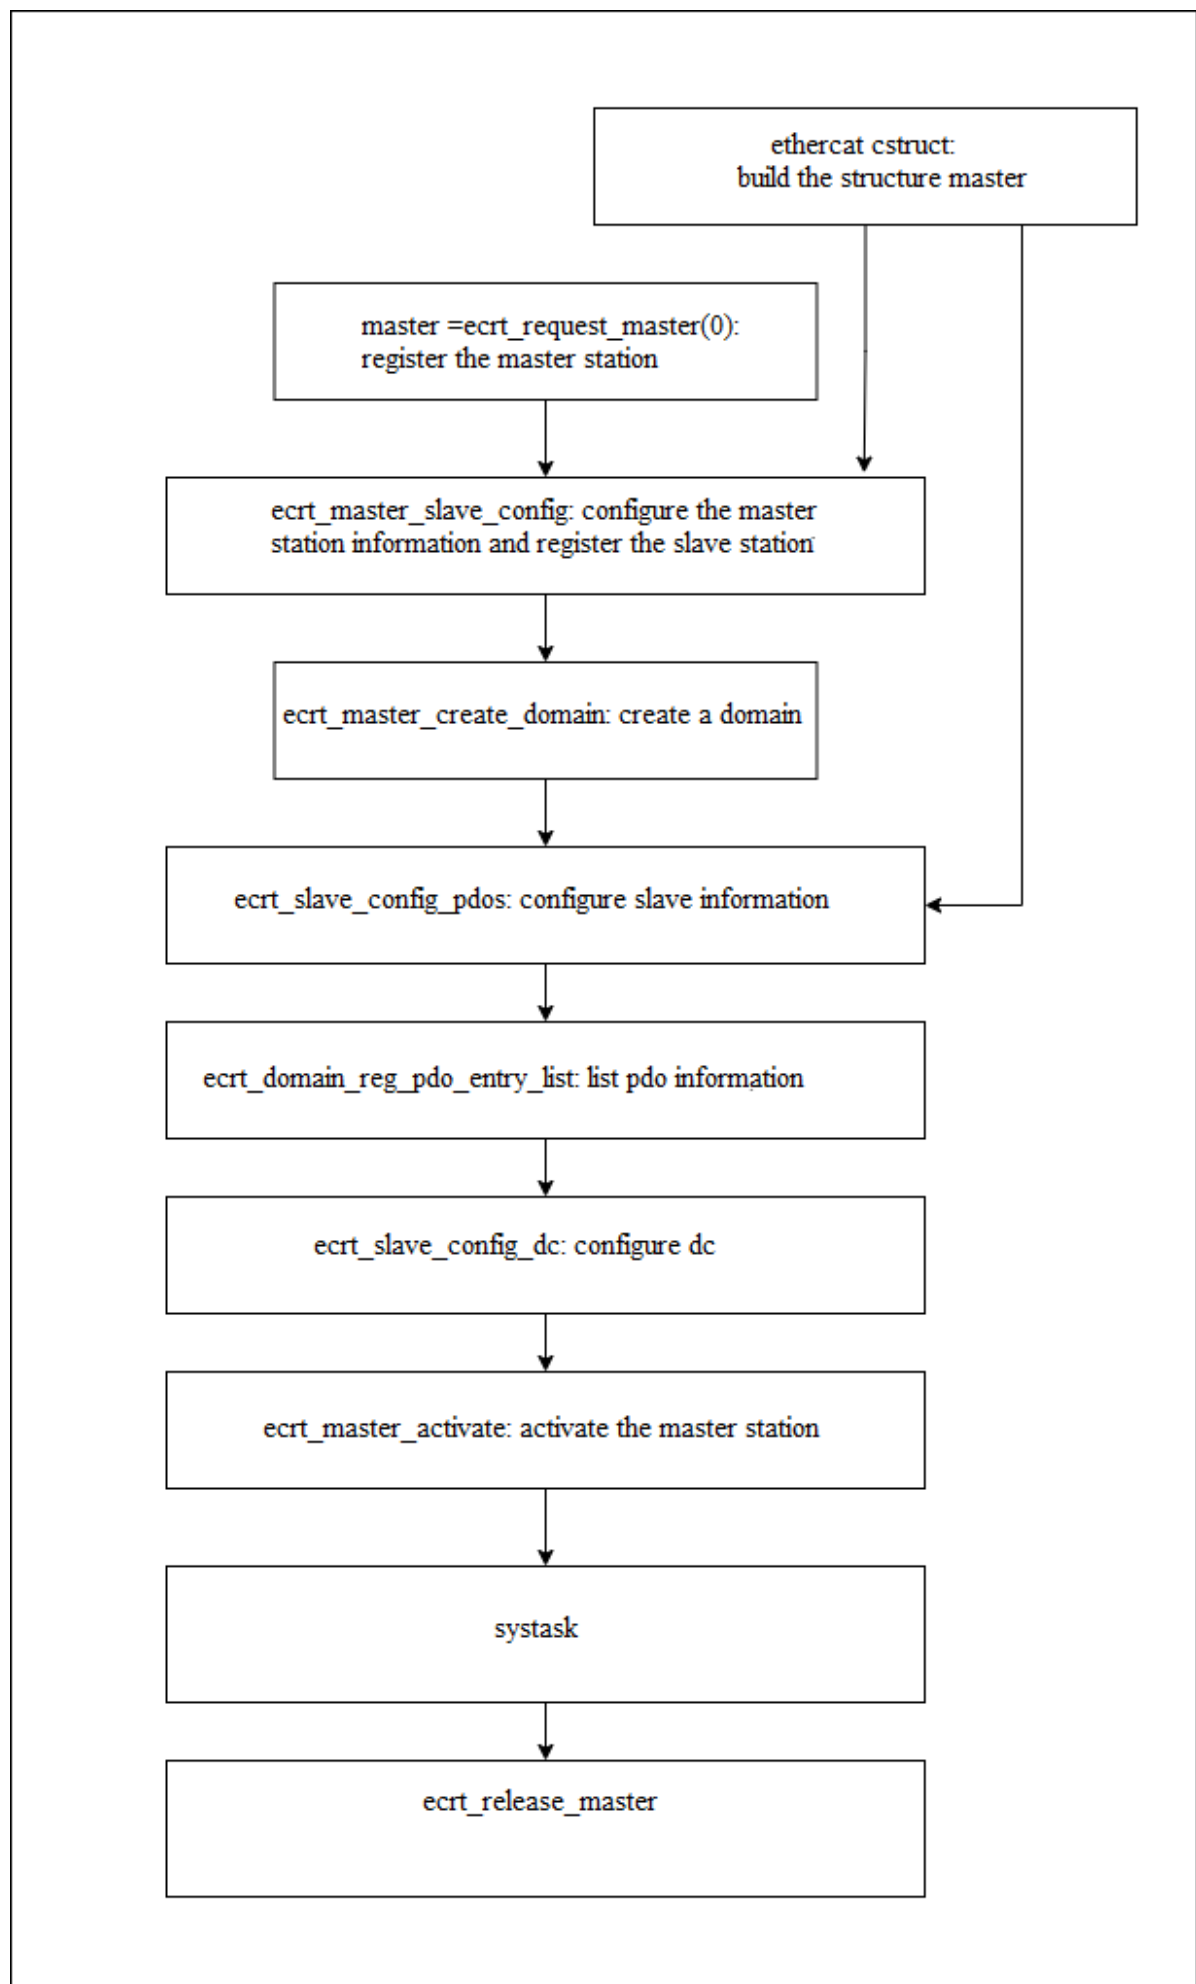 ethercat cstruct:
build the structure master
master =ecrt_request_master(0):
register the master station
ecrt_master_slave_config: configure the master
station information and register the slave station
ecrt_master_create_domain: create a domain
ecrt_slave_config_pdos: configure slave information
ecrt_domain_reg_pdo_entry_list: list pdo information
ecrt_slave_config_dc: configure dc
ecrt_master_activate: activate the master station
systask
ecrt_release_master